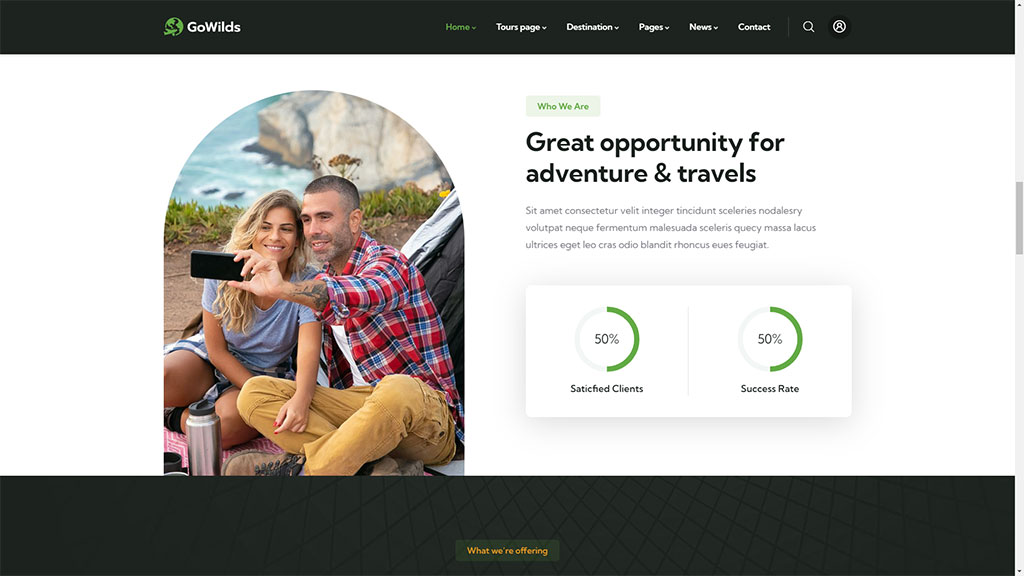 GoWilds
Home
Tours page
Destination
Pages
News
Contact
Who We Are
Great opportunity for
adventure & travels
Sit amet consectetur velit integer tincidunt sceleries nodalesry
volutpat neque fermentum malesuada sceleris quecy massa lacus
ultrices eget leo cras odio blandit rhoncus eues feugiat.
50%
50%
Saticfied Clients
Success Rate
What we're offering